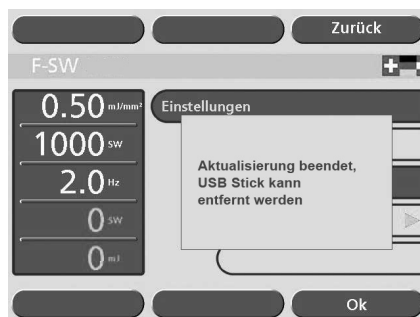 Zurück
F-SW
0.50 mJ/mm²
Einstellungen
1000 SW
2.0 Hz
0 SW
0 mJ
Aktualisierung beendet,
USB Stick kann
entfernt werden
Ok